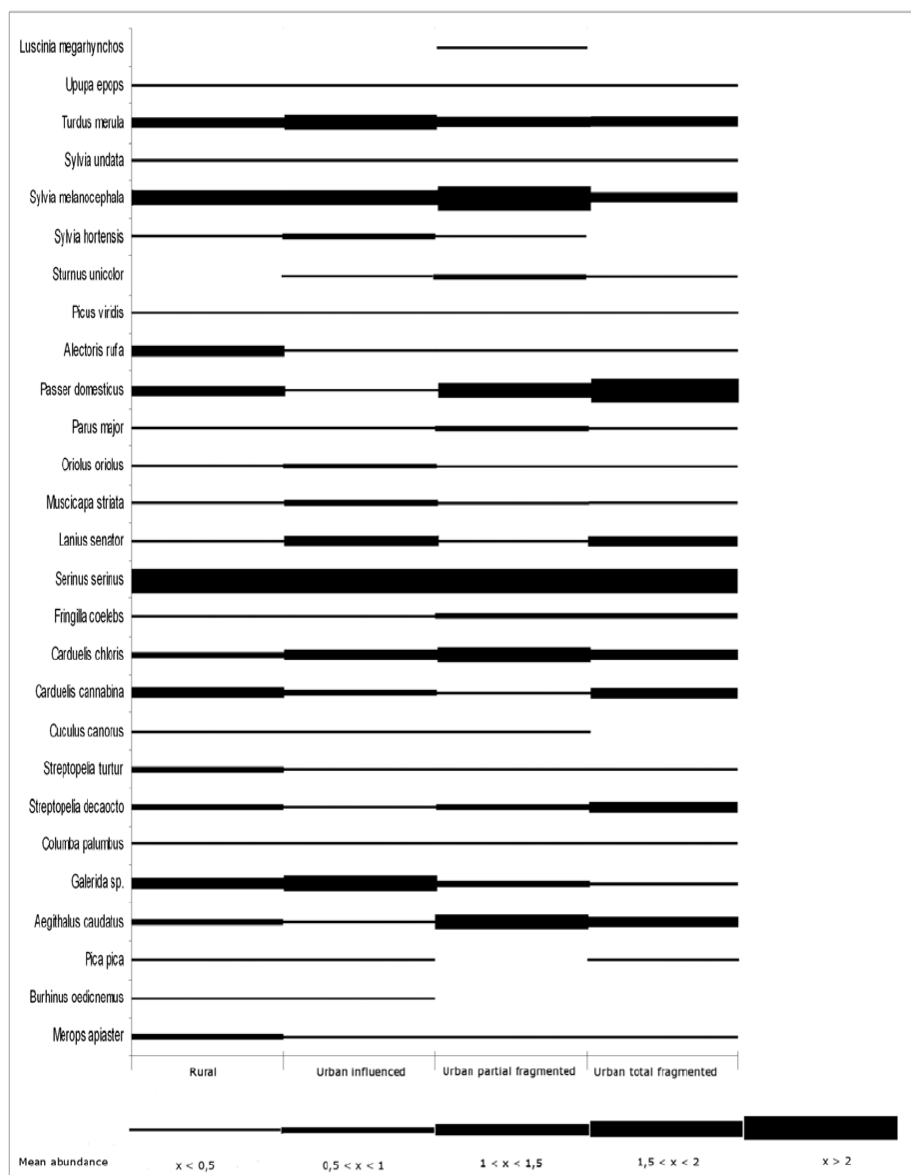 Luscinia megarhynchos
Upupa epops
Turdus merula
Sylvia undata
Sylvia melanocephala
Sylvia hortensis
Sturnus unicolor
Picus viridis
Alectoris rufa
Passer domesticus
Parus major
Oriolus oriolus
Muscicapa striata
Lanius senator
Serinus serinus
Fringilla coelebs
Carduelis chloris
Carduelis cannabina
Cuculus canorus
Streptopelia turtur
Streptopelia decaocto
Columba palumbus
Galerida sp.
Aegithalus caudatus
Pica pica
Burhinus oedicnemus
Merops apiaster
Rural Urban influenced Urban partial fragmented Urban total fragmented
Mean abundance x < 0,5 0,5 < x < 1 1 < x < 1,5 1,5 < x < 2 x > 2